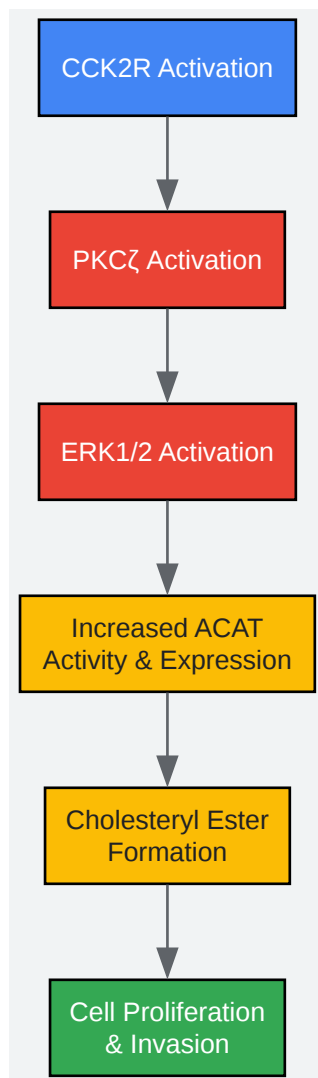 CCK2R Activation
PKCζ Activation
ERK1/2 Activation
Increased ACAT
Activity & Expression
Cholesteryl Ester
Formation
Cell Proliferation
& Invasion